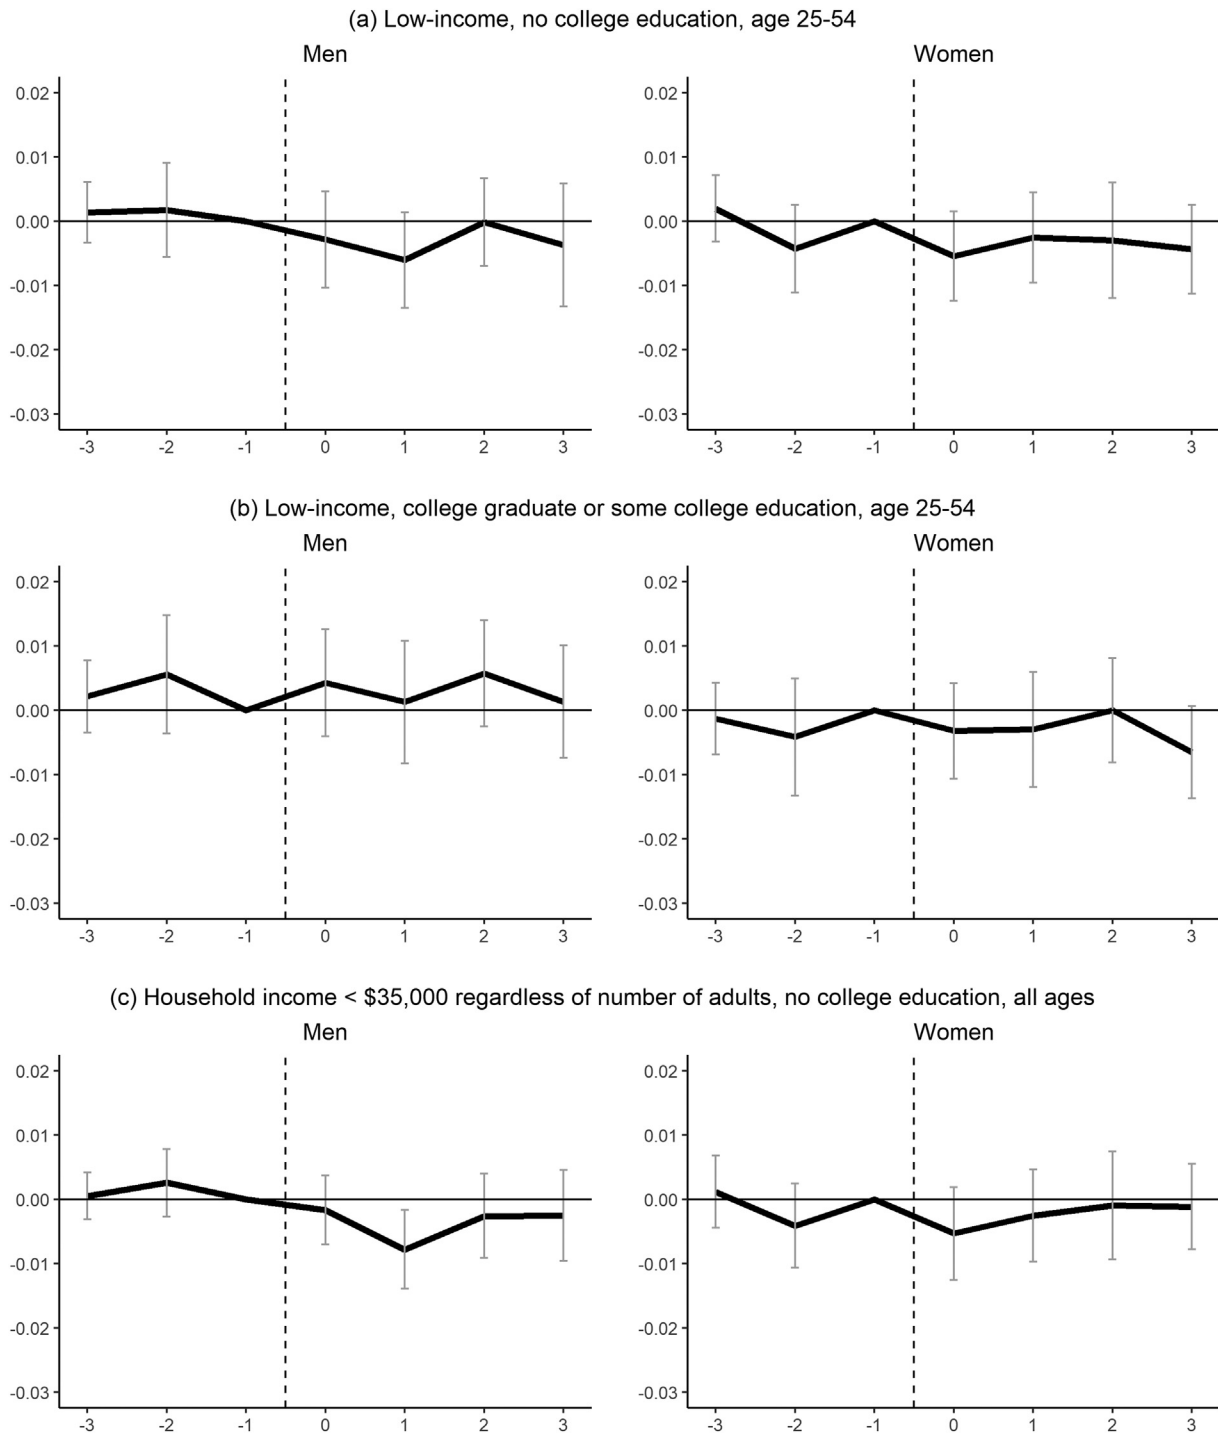 (a) Low-income, no college education, age 25-54
Men Women
0.02 0.02
0.01 0.01
0.00 0.00
-0.01 -0.01
-0.02 -0.02
-0.03 -0.03
-3 -2 -1 0 1 2 3 -3 -2 -1 0 1 2 3
(b) Low-income, college graduate or some college education, age 25-54
Men Women
0.02 0.02
0.01 0.01
0.00 0.00
-0.01 -0.01
-0.02 -0.02
-0.03 -0.03
-3 -2 -1 0 1 2 3 -3 -2 -1 0 1 2 3
(c) Household income < $35,000 regardless of number of adults, no college education, all ages
Men Women
0.02 0.02
0.01 0.01
0.00 0.00
-0.01 -0.01
-0.02 -0.02
-0.03 -0.03
-3 -2 -1 0 1 2 3 -3 -2 -1 0 1 2 3